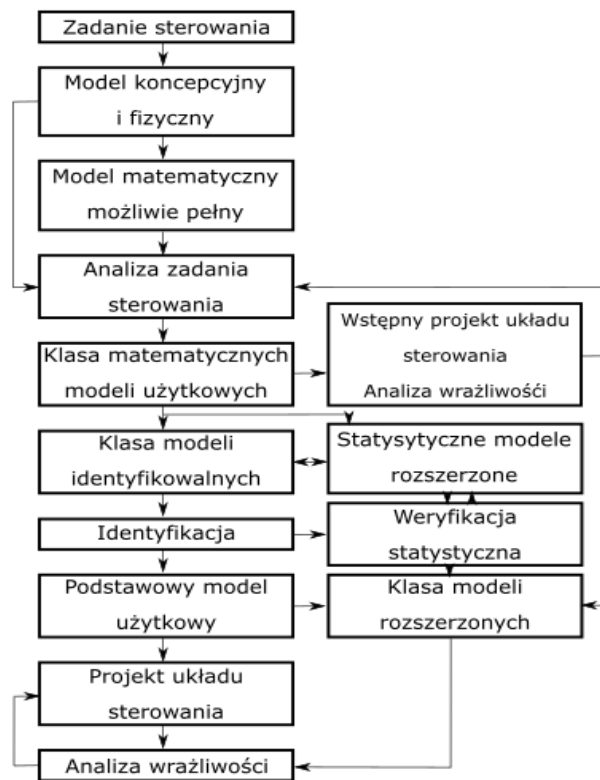 Zadanie sterowania
Model koncepcyjny
i fizyczny
Model matematyczny
możliwie pełny
Analiza zadania
sterowania
Klasa matematycznych
modeli użytkowych
Wstępny projekt układu
sterowania
Analiza wrażliwośći
Klasa modeli
identyfikowalnych
Statysytyczne modele
rozszerzone
Identyfikacja
Weryfikacja
statystyczna
Podstawowy model
użytkowy
Klasa modeli
rozszerzonych
Projekt układu
sterowania
Analiza wrażliwości